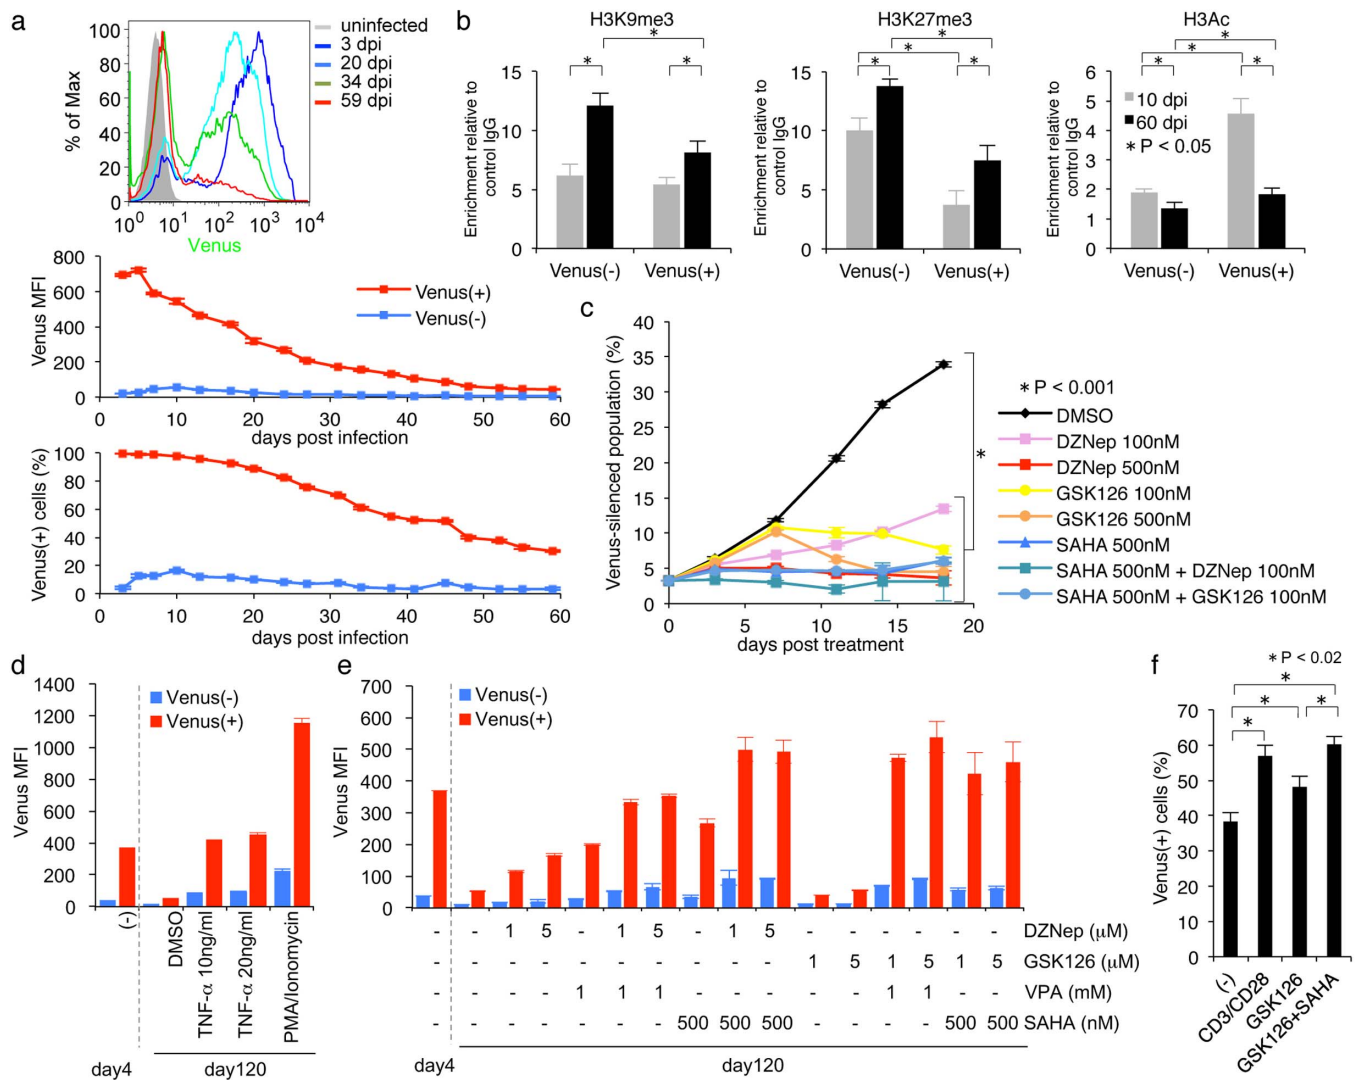 a
100
80
60
40
20
0
% of Max
10⁰ 10¹ 10² 10³ 10⁴
Venus
uninfected
3 dpi
20 dpi
34 dpi
59 dpi
800
600
400
200
0
Venus MFI
Venus(+)
Venus(-)
0 10 20 30 40 50 60
days post infection
100
80
60
40
20
0
Venus(+) cells (%)
0 10 20 30 40 50 60
days post infection
b
H3K9me3
*
* *
15
10
5
0
Enrichment relative to
control IgG
Venus(-) Venus(+)
H3K27me3
*
*
* *
15
10
5
0
Enrichment relative to
control IgG
Venus(-) Venus(+)
H3Ac
*
*
* *
6
5
4
3
2
1
0
Enrichment relative to
control IgG
10 dpi
60 dpi
* P < 0.05
Venus(-) Venus(+)
c
40
35
30
25
20
15
10
5
0
Venus-silenced population (%)
0 5 10 15 20
days post treatment
*
* P < 0.001
DMSO
DZNep 100nM
DZNep 500nM
GSK126 100nM
GSK126 500nM
SAHA 500nM
SAHA 500nM + DZNep 100nM
SAHA 500nM + GSK126 100nM
d
1400
1200
1000
800
600
400
200
0
Venus MFI
Venus(-)
Venus(+)
(-)
DMSO
TNF-α 10ng/ml
TNF-α 20ng/ml
PMA/Ionomycin
day4 day120
e
700
600
500
400
300
200
100
0
Venus MFI
Venus(-)
Venus(+)
- - 1 5 - 1 5 - 1 5 - - - - - - DZNep (μM)
- - - - - - - - - - 1 5 1 5 1 5 GSK126 (μM)
- - - - 1 1 1 - - - - - 1 1 - - VPA (mM)
- - - - - - - 500 500 500 - - - - 500 500 SAHA (nM)
day4 day120
f
* P < 0.02
*
*
* *
70
60
50
40
30
20
10
0
Venus(+) cells (%)
(-)
CD3/CD28
GSK126
GSK126+SAHA